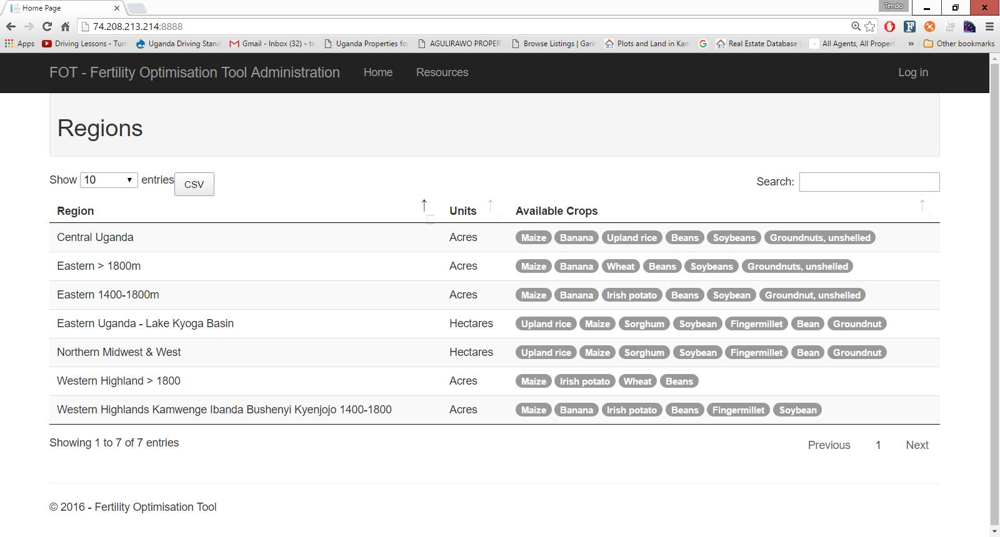 Home Page
Tendo
74.208.213.214:8888
Apps Driving Lessons - Turn Uganda Driving Stand Gmail - Inbox (32) - te Uganda Properties for AGULIRAWO PROPERT Browse Listings | Gari Plots and Land in Kam Real Estate Database All Agents, All Propert » Other bookmarks
FOT - Fertility Optimisation Tool Administration Home Resources Log in
Regions
Show 10 entries CSV Search:
Region Units Available Crops
Central Uganda Acres Maize Banana Upland rice Beans Soybeans Groundnuts, unshelled
Eastern > 1800m Acres Maize Banana Wheat Beans Soybeans Groundnuts, unshelled
Eastern 1400-1800m Acres Maize Banana Irish potato Beans Soybean Groundnut, unshelled
Eastern Uganda - Lake Kyoga Basin Hectares Upland rice Maize Sorghum Soybean Fingermillet Bean Groundnut
Northern Midwest & West Hectares Upland rice Maize Sorghum Soybean Fingermillet Bean Groundnut
Western Highland > 1800 Acres Maize Irish potato Wheat Beans
Western Highlands Kamwenge Ibanda Bushenyi Kyenjojo 1400-1800 Acres Maize Banana Irish potato Beans Fingermillet Soybean
Showing 1 to 7 of 7 entries Previous 1 Next
© 2016 - Fertility Optimisation Tool